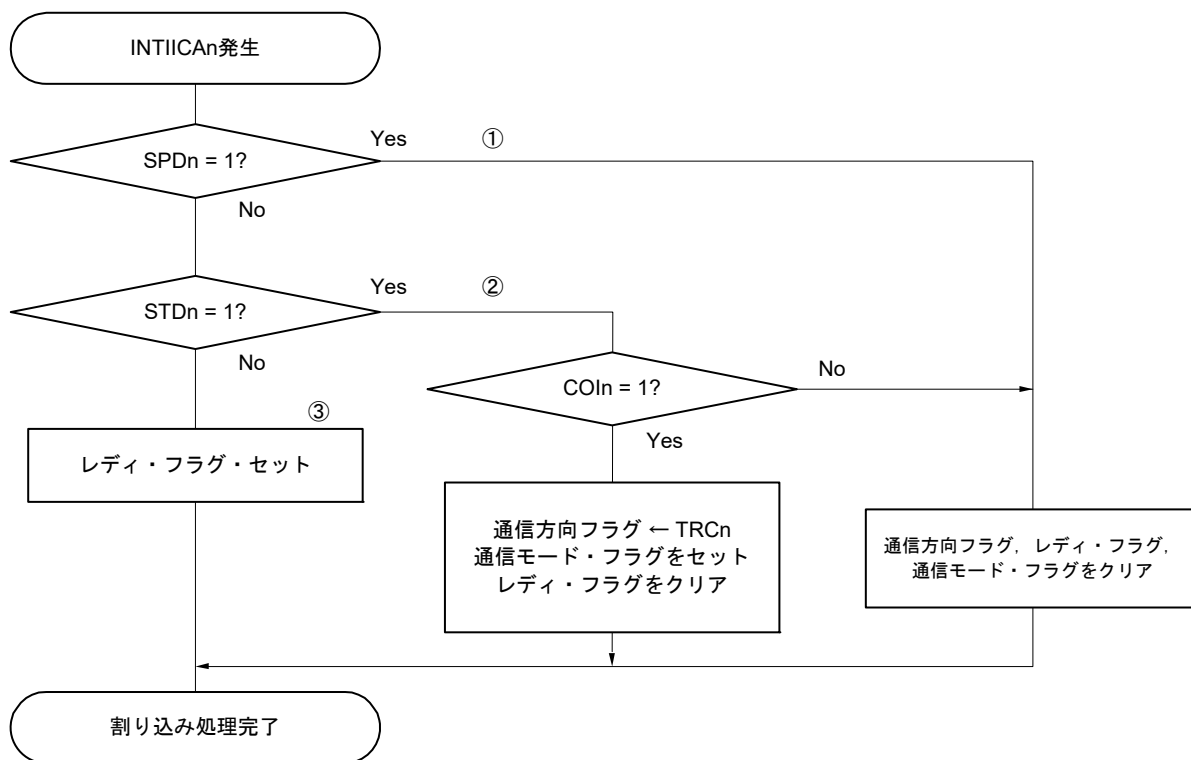 INTIICAn発生
SPDn = 1?
Yes
①
No
STDn = 1?
Yes
②
No
COIn = 1?
No
Yes
③
レディ・フラグ・セット
通信方向フラグ ← TRCn
通信モード・フラグをセット
レディ・フラグをクリア
通信方向フラグ, レディ・フラグ,
通信モード・フラグをクリア
割り込み処理完了